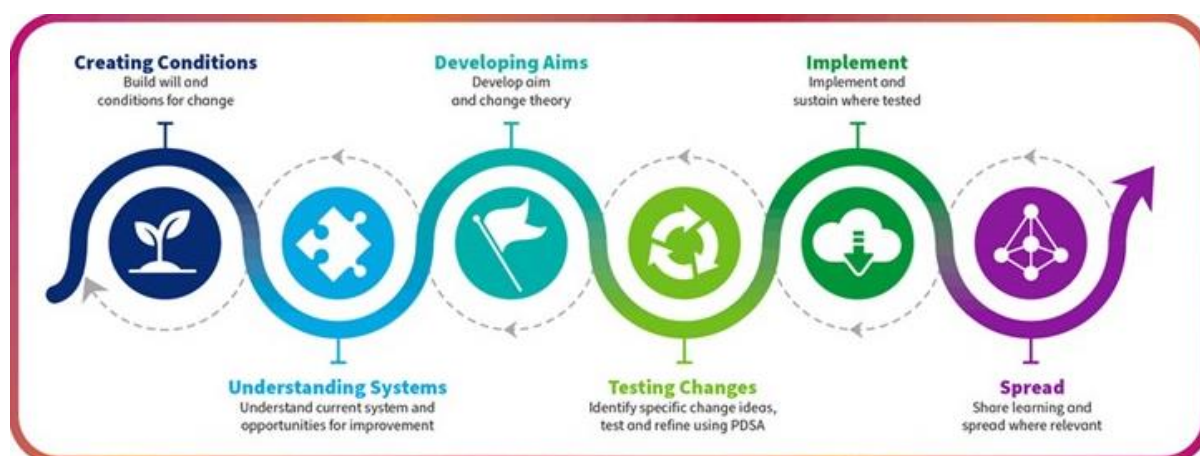 Creating Conditions
Build will and
conditions for change
Developing Aims
Develop aim
and change theory
Implement
Implement and
sustain where tested
Understanding Systems
Understand current system and
opportunities for improvement
Testing Changes
Identify specific change ideas,
test and refine using PDSA
Spread
Share learning and
spread where relevant